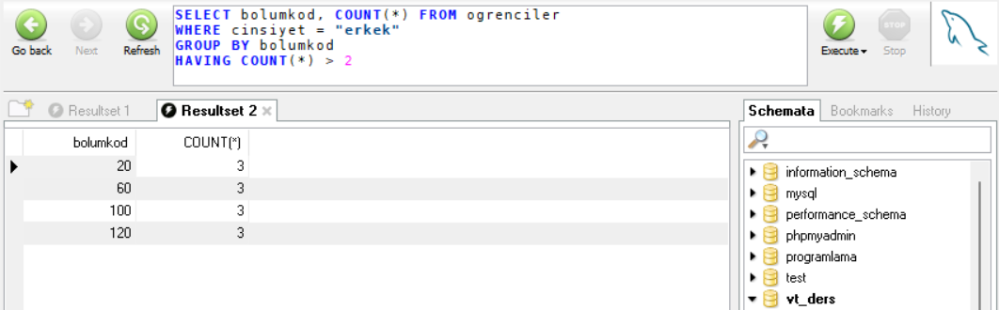 SELECT bolumkod, COUNT(*) FROM ogrenciler
WHERE cinsiyet = "erkek"
GROUP BY bolumkod
HAVING COUNT(*) > 2
Go back Next Refresh Execute Stop
STOP
Resultset 1 Resultset 2
bolumkod COUNT(*)
20 3
60 3
100 3
120 3
Schemata Bookmarks History
information_schema
mysql
performance_schema
phpmyadmin
programlama
test
vt_ders